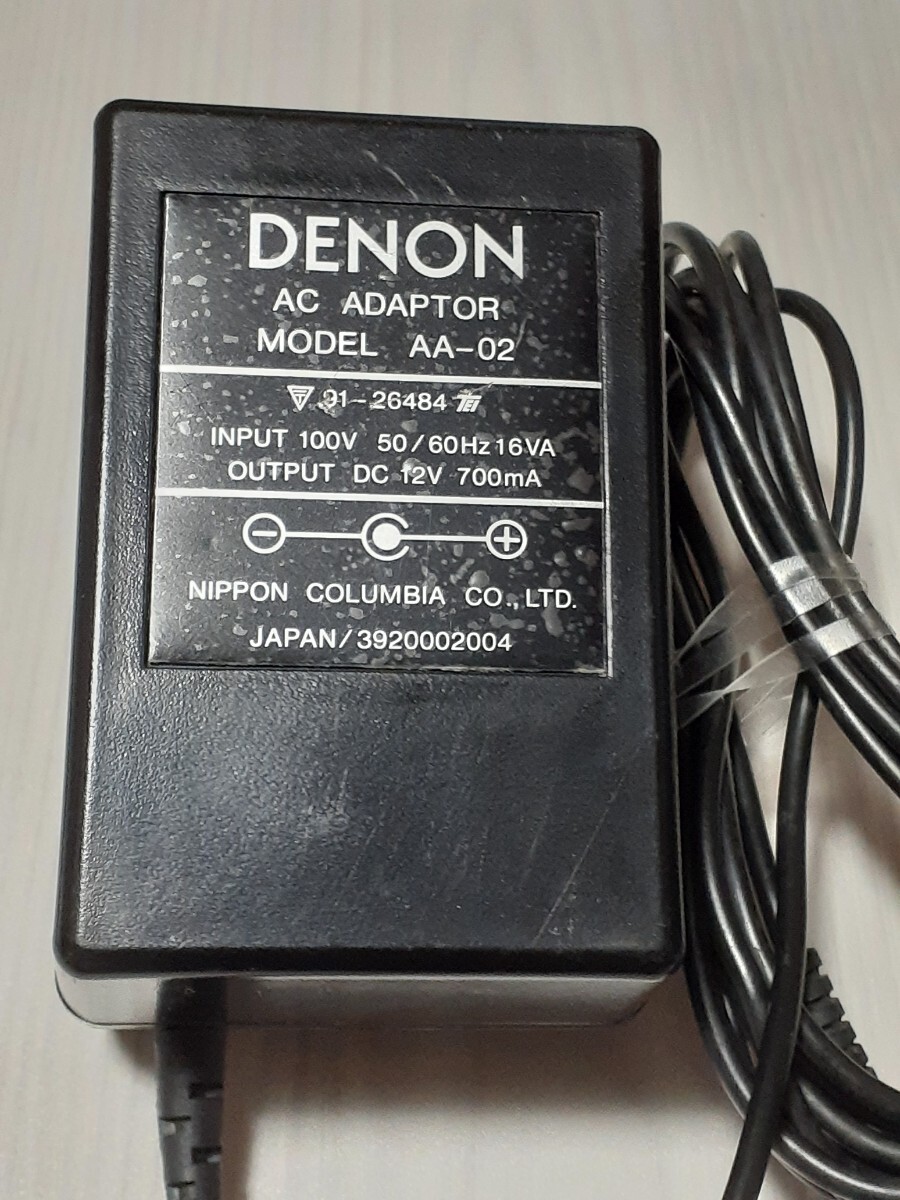 DENON
AC ADAPTOR
MODEL AA-02
91-26484
INPUT 100V 50/60Hz 16VA
OUTPUT DC 12V 700mA
NIPPON COLUMBIA CO., LTD.
JAPAN/3920002004